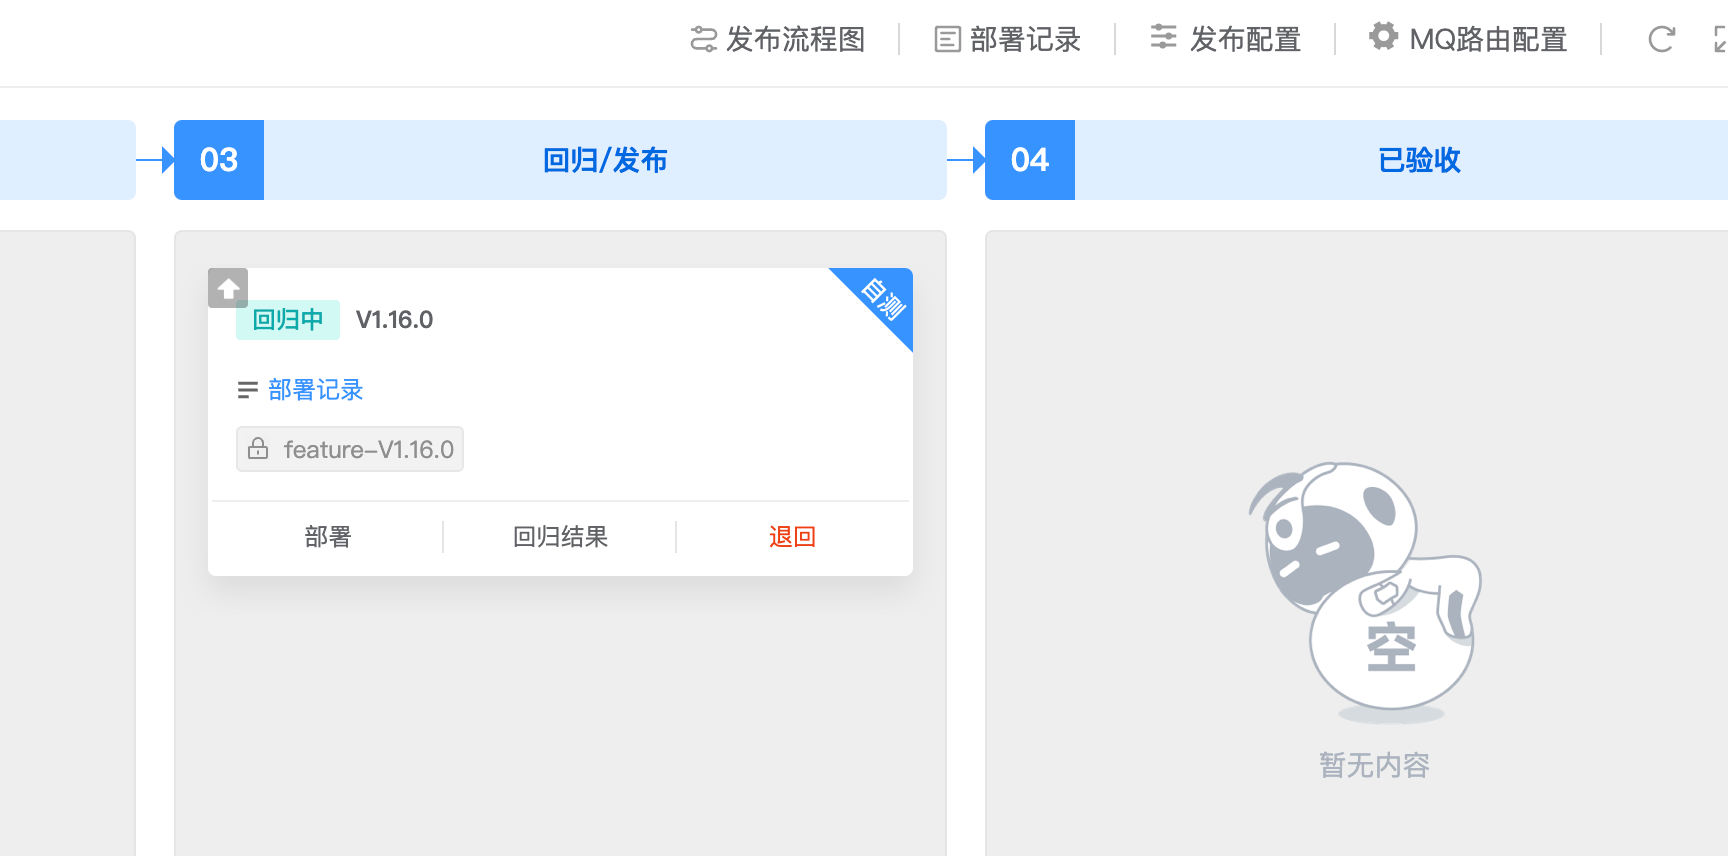 发布流程图
部署记录
发布配置
MQ路由配置
03
回归/发布
04
已验收
自测
回归中
V1.16.0
部署记录
feature-V1.16.0
部署
回归结果
退回
空
暂无内容